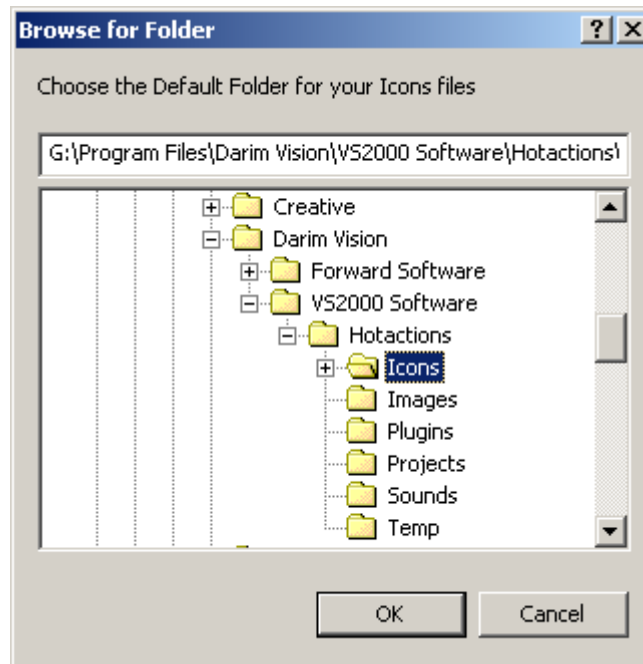 Browse for Folder
Choose the Default Folder for your Icons files
G:\Program Files\Darim Vision\VS2000 Software\Hotactions\
Creative
Darim Vision
Forward Software
VS2000 Software
Hotactions
Icons
Images
Plugins
Projects
Sounds
Temp
OK Cancel